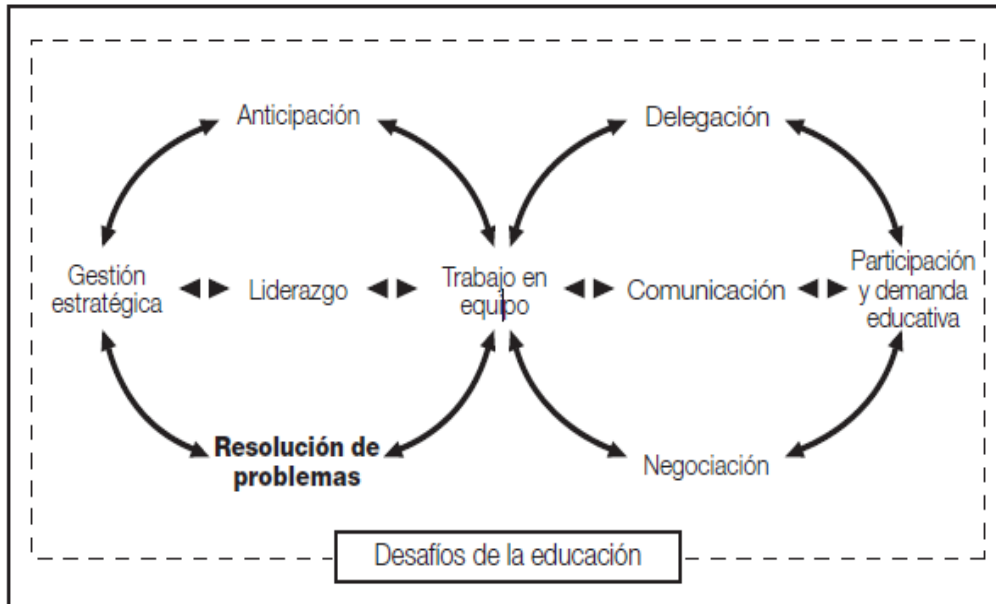 Anticipación
Delegación
Gestión
estratégica
Liderazgo
Trabajo en
equipo
Comunicación
Participación
y demanda
educativa
Resolución de
problemas
Negociación
Desafíos de la educación